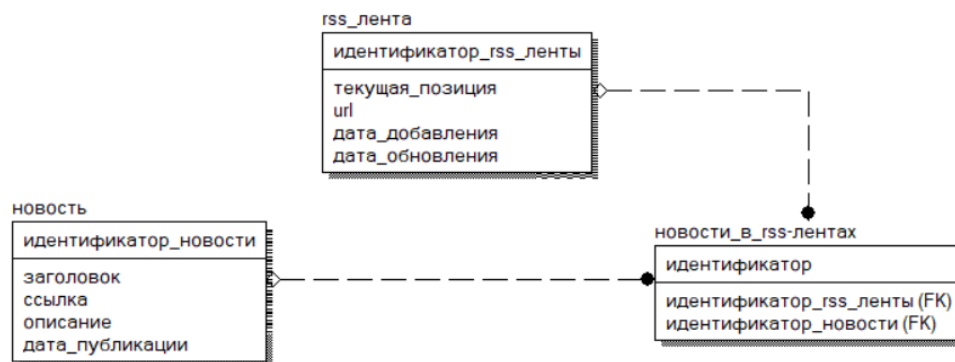 rss_лента
идентификатор_rss_ленты
текущая_позиция
url
дата_добавления
дата_обновления
новость
идентификатор_новости
заголовок
ссылка
описание
дата_публикации
новости_в_rss-лентах
идентификатор
идентификатор_rss_ленты (FK)
идентификатор_новости (FK)